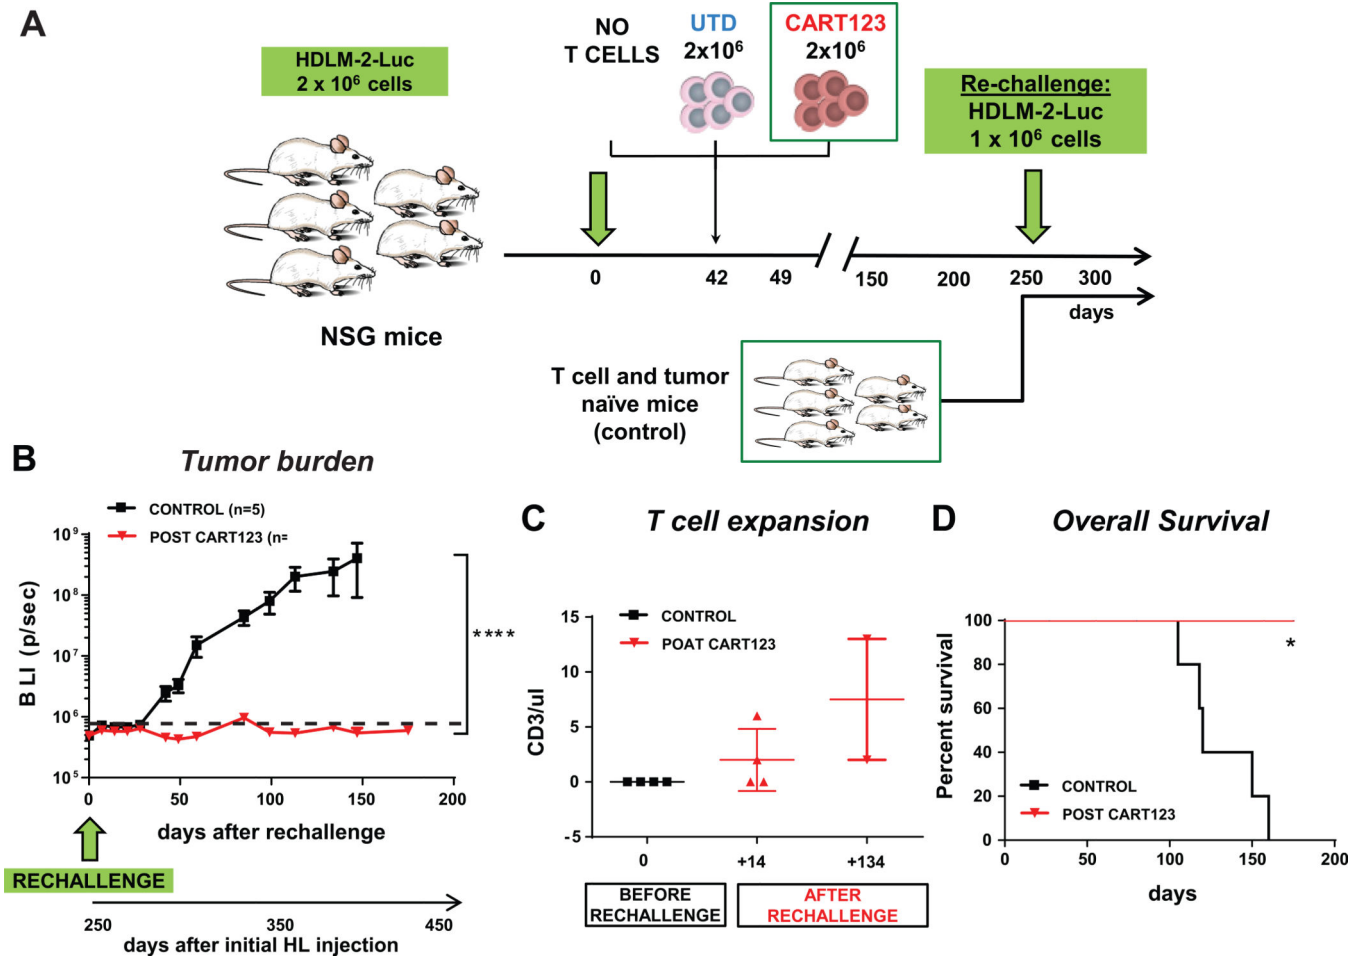 A
HDLM-2-Luc
2 x 10⁶ cells
NSG mice
NO
T CELLS
UTD
2x10⁶
CART123
2x10⁶
Re-challenge:
HDLM-2-Luc
1 x 10⁶ cells
0 42 49 150 200 250 300
days
T cell and tumor
naïve mice
(control)
B
Tumor burden
CONTROL (n=5)
POST CART123 (n=
B LI (p/sec)
10⁹
10⁸
10⁷
10⁶
10⁵
****
0 50 100 150 200
days after rechallenge
RECHALLENGE
250 350 450
days after initial HL injection
C
T cell expansion
CONTROL
POAT CART123
CD3/ul
15
10
5
0
-5
0 +14 +134
BEFORE
RECHALLENGE
AFTER
RECHALLENGE
D
Overall Survival
Percent survival
100
80
60
40
20
0
*
CONTROL
POST CART123
0 50 100 150 200
days